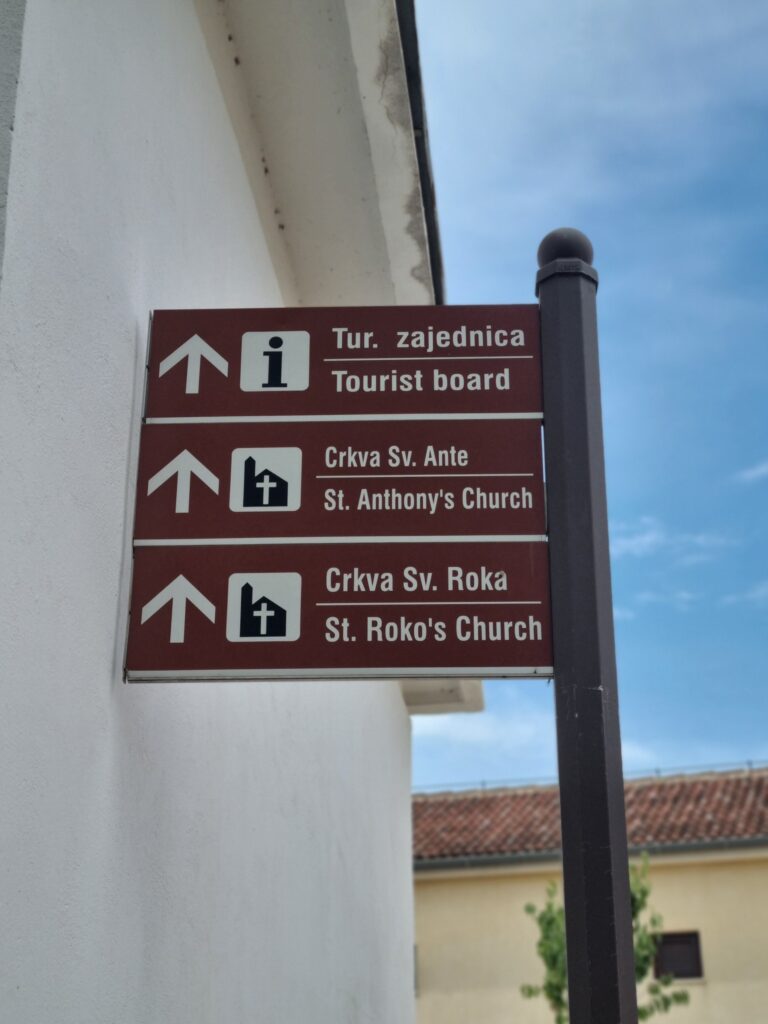 Tur. zajednica
Tourist board
Crkva Sv. Ante
St. Anthony's Church
Crkva Sv. Roka
St. Roko's Church